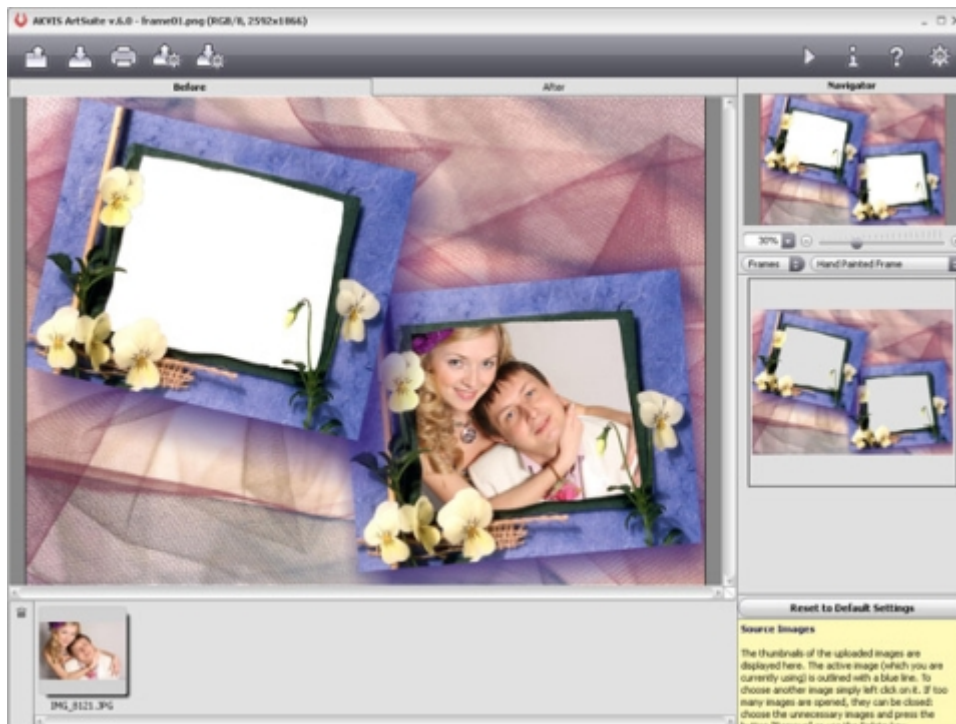 AKVIS ArtSuite v.6.0 - frame01.png (RGB/8, 2592x1866)
Before
After
Navigator
30%
Frames
Hand Painted Frame
IMG_8121.JPG
Reset to Default Settings
Source Images
The thumbnails of the uploaded images are
displayed here. The active image (which you are
currently using) is outlined with a blue line. To
choose another image simply left click on it. If too
many images are opened, they can be closed:
choose the unnecessary images and press the